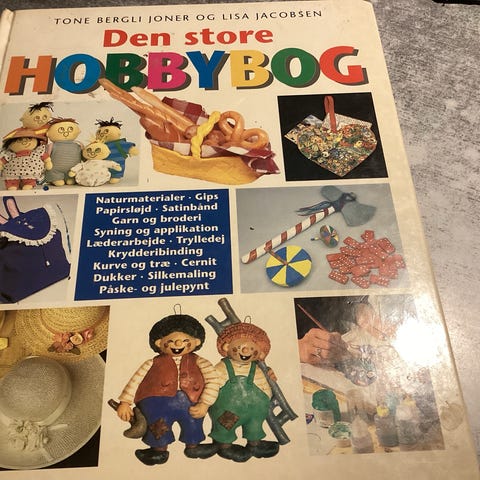 TONE BERGLI JONER OG LISA JACOBSEN
Den store
HOBBYBOG
Naturmaterialer · Gips
Papirsløjd · Satinbånd
Garn og broderi
Syning og applikation
Læderarbejde · Trylledej
Krydderibinding
Kurve og træ · Cernit
Dukker · Silkemaling
Påske- og julepynt